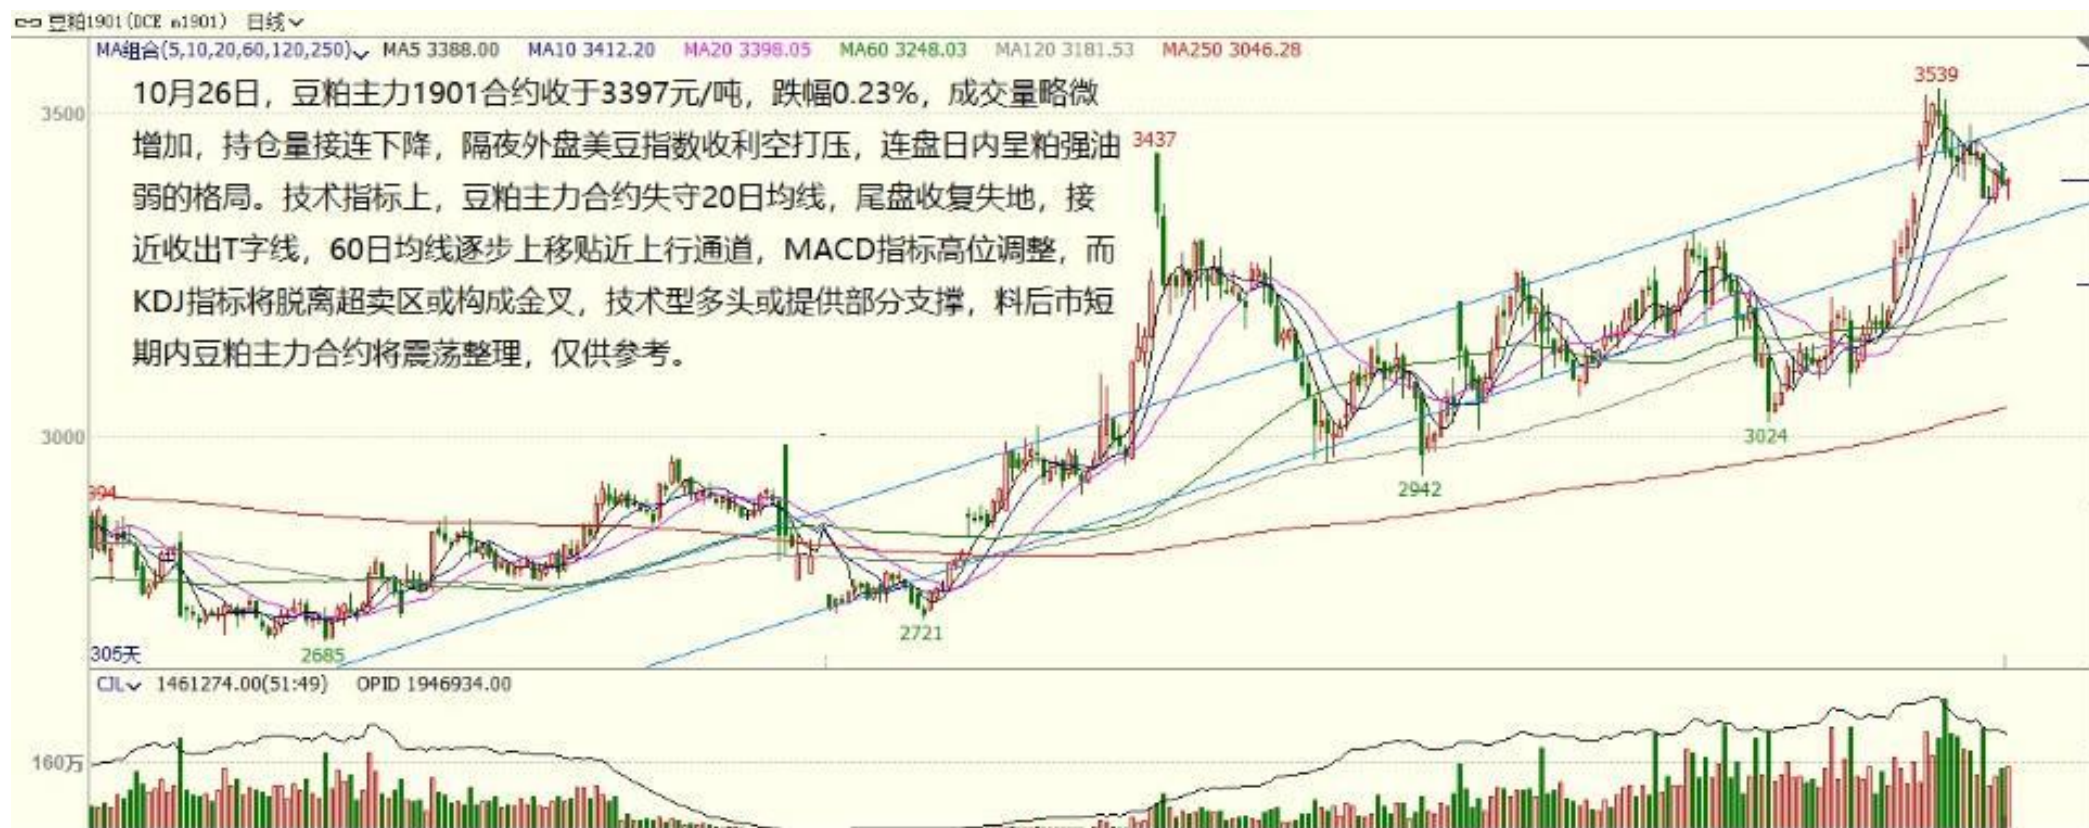 豆粕1901(DCE m1901) 日线
MA组合(5,10,20,60,120,250) MA5 3388.00 MA10 3412.20 MA20 3398.05 MA60 3248.03 MA120 3181.53 MA250 3046.28
3539
10月26日，豆粕主力1901合约收于3397元/吨，跌幅0.23%，成交量略微
3500
增加，持仓量接连下降，隔夜外盘美豆指数收利空打压，连盘日内呈粕强油
3437
弱的格局。技术指标上，豆粕主力合约失守20日均线，尾盘收复失地，接
近收出T字线，60日均线逐步上移贴近上行通道，MACD指标高位调整，而
KDJ指标将脱离超卖区或构成金叉，技术型多头或提供部分支撑，料后市短
期内豆粕主力合约将震荡整理，仅供参考。
3000
3024
2942
2721
305天
2685
CJL 1461274.00(51:49) OPID 1946934.00
160万